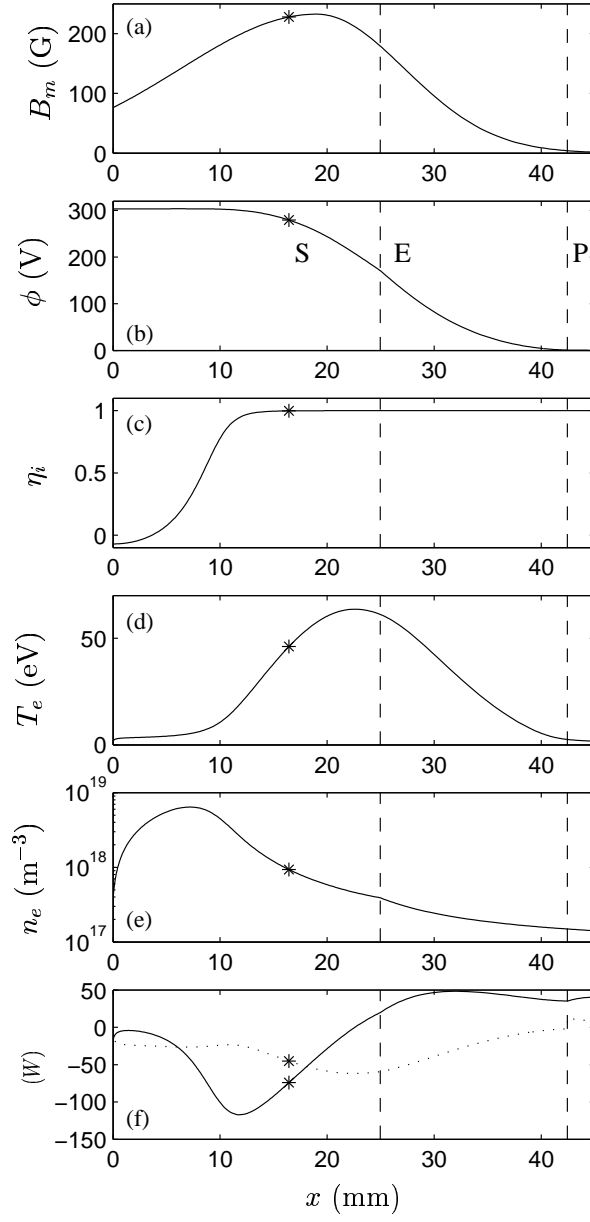 (a)
B_m (G)
200
100
0
0 10 20 30 40
(b)
ϕ (V)
300
200
100
0
S E P
0 10 20 30 40
(c)
η_i
1
0.5
0
0 10 20 30 40
(d)
T_e (eV)
50
0
0 10 20 30 40
(e)
n_e (m^{-3})
10^{19}
10^{18}
10^{17}
0 10 20 30 40
(f)
(W)
50
0
−50
−100
−150
0 10 20 30 40
x (mm)